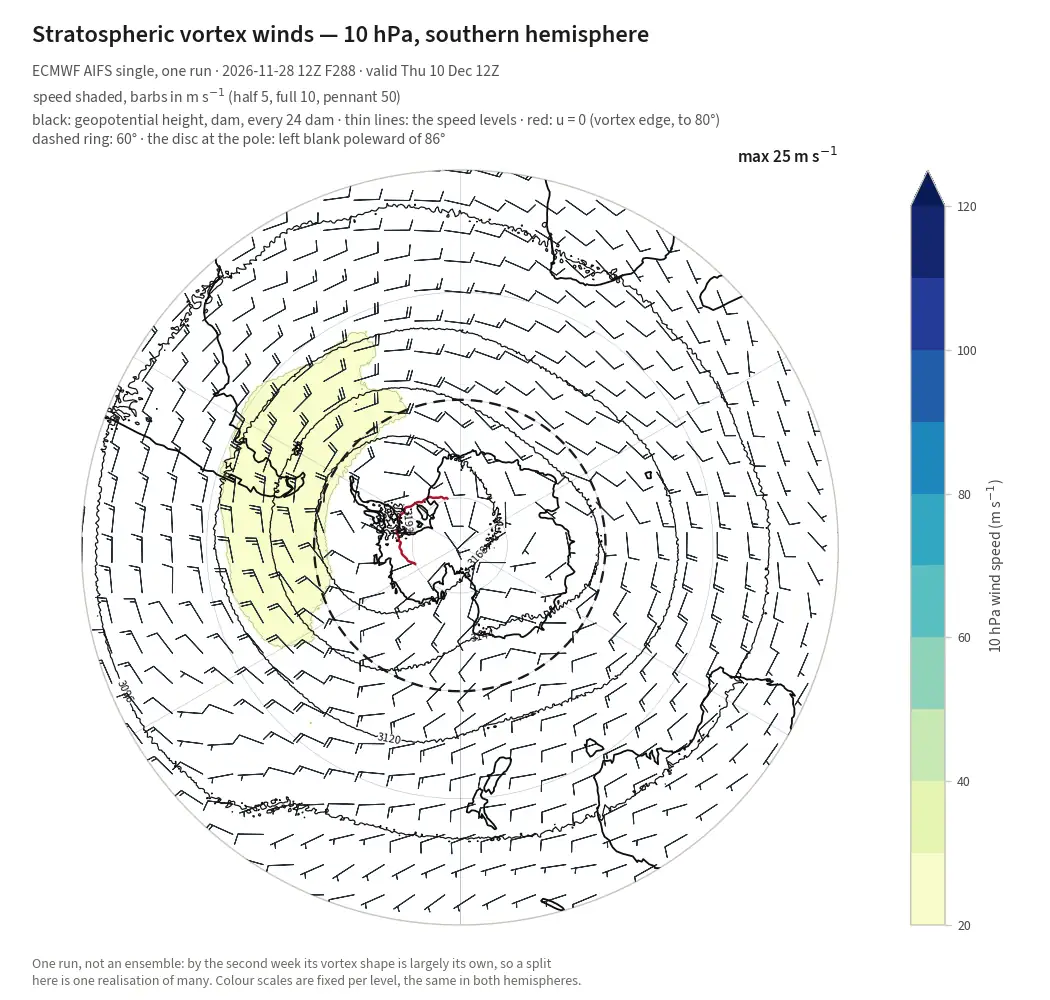 Stratospheric vortex winds — 10 hPa, southern hemisphere
ECMWF AIFS single, one run · 2026-11-28 12Z F288 · valid Thu 10 Dec 12Z
speed shaded, barbs in m s⁻¹ (half 5, full 10, pennant 50)
black: geopotential height, dam, every 24 dam · thin lines: the speed levels · red: u = 0 (vortex edge, to 80°)
dashed ring: 60° · the disc at the pole: left blank poleward of 86°
max 25 m s⁻¹
120
100
80
60
40
20
10 hPa wind speed (m s⁻¹)
3168
3120
One run, not an ensemble: by the second week its vortex shape is largely its own, so a split
here is one realisation of many. Colour scales are fixed per level, the same in both hemispheres.